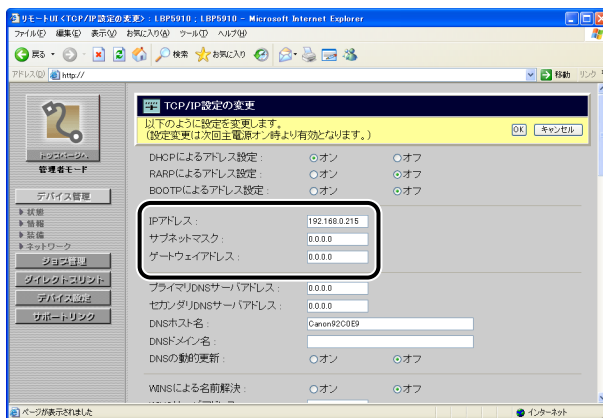 リモートUI <TCP/IP設定の変更> : LBP5910 ; LBP5910 - Microsoft Internet Explorer
ファイル(F) 編集(E) 表示(V) お気に入り(A) ツール(T) ヘルプ(H)
戻る 検索 お気に入り
アドレス(D) http:// 移動 リンク
TCP/IP設定の変更
以下のように設定を変更します。
(設定変更は次回主電源オン時より有効となります。)
OK キャンセル
トップページへ
管理者モード
デバイス管理
状態
情報
装備
ネットワーク
ジョブ管理
ダイレクトプリント
デバイス設定
サポートリンク
DHCPによるアドレス設定 : オン オフ
RARPによるアドレス設定 : オン オフ
BOOTPによるアドレス設定 : オン オフ
IPアドレス : 192.168.0.215
サブネットマスク : 0.0.0.0
ゲートウェイアドレス : 0.0.0.0
プライマリDNSサーバアドレス : 0.0.0.0
セカンダリDNSサーバアドレス : 0.0.0.0
DNSホスト名 : Canon92C0E9
DNSドメイン名 :
DNSの動的更新 : オン オフ
WINSによる名前解決 : オン オフ
ページが表示されました インターネット